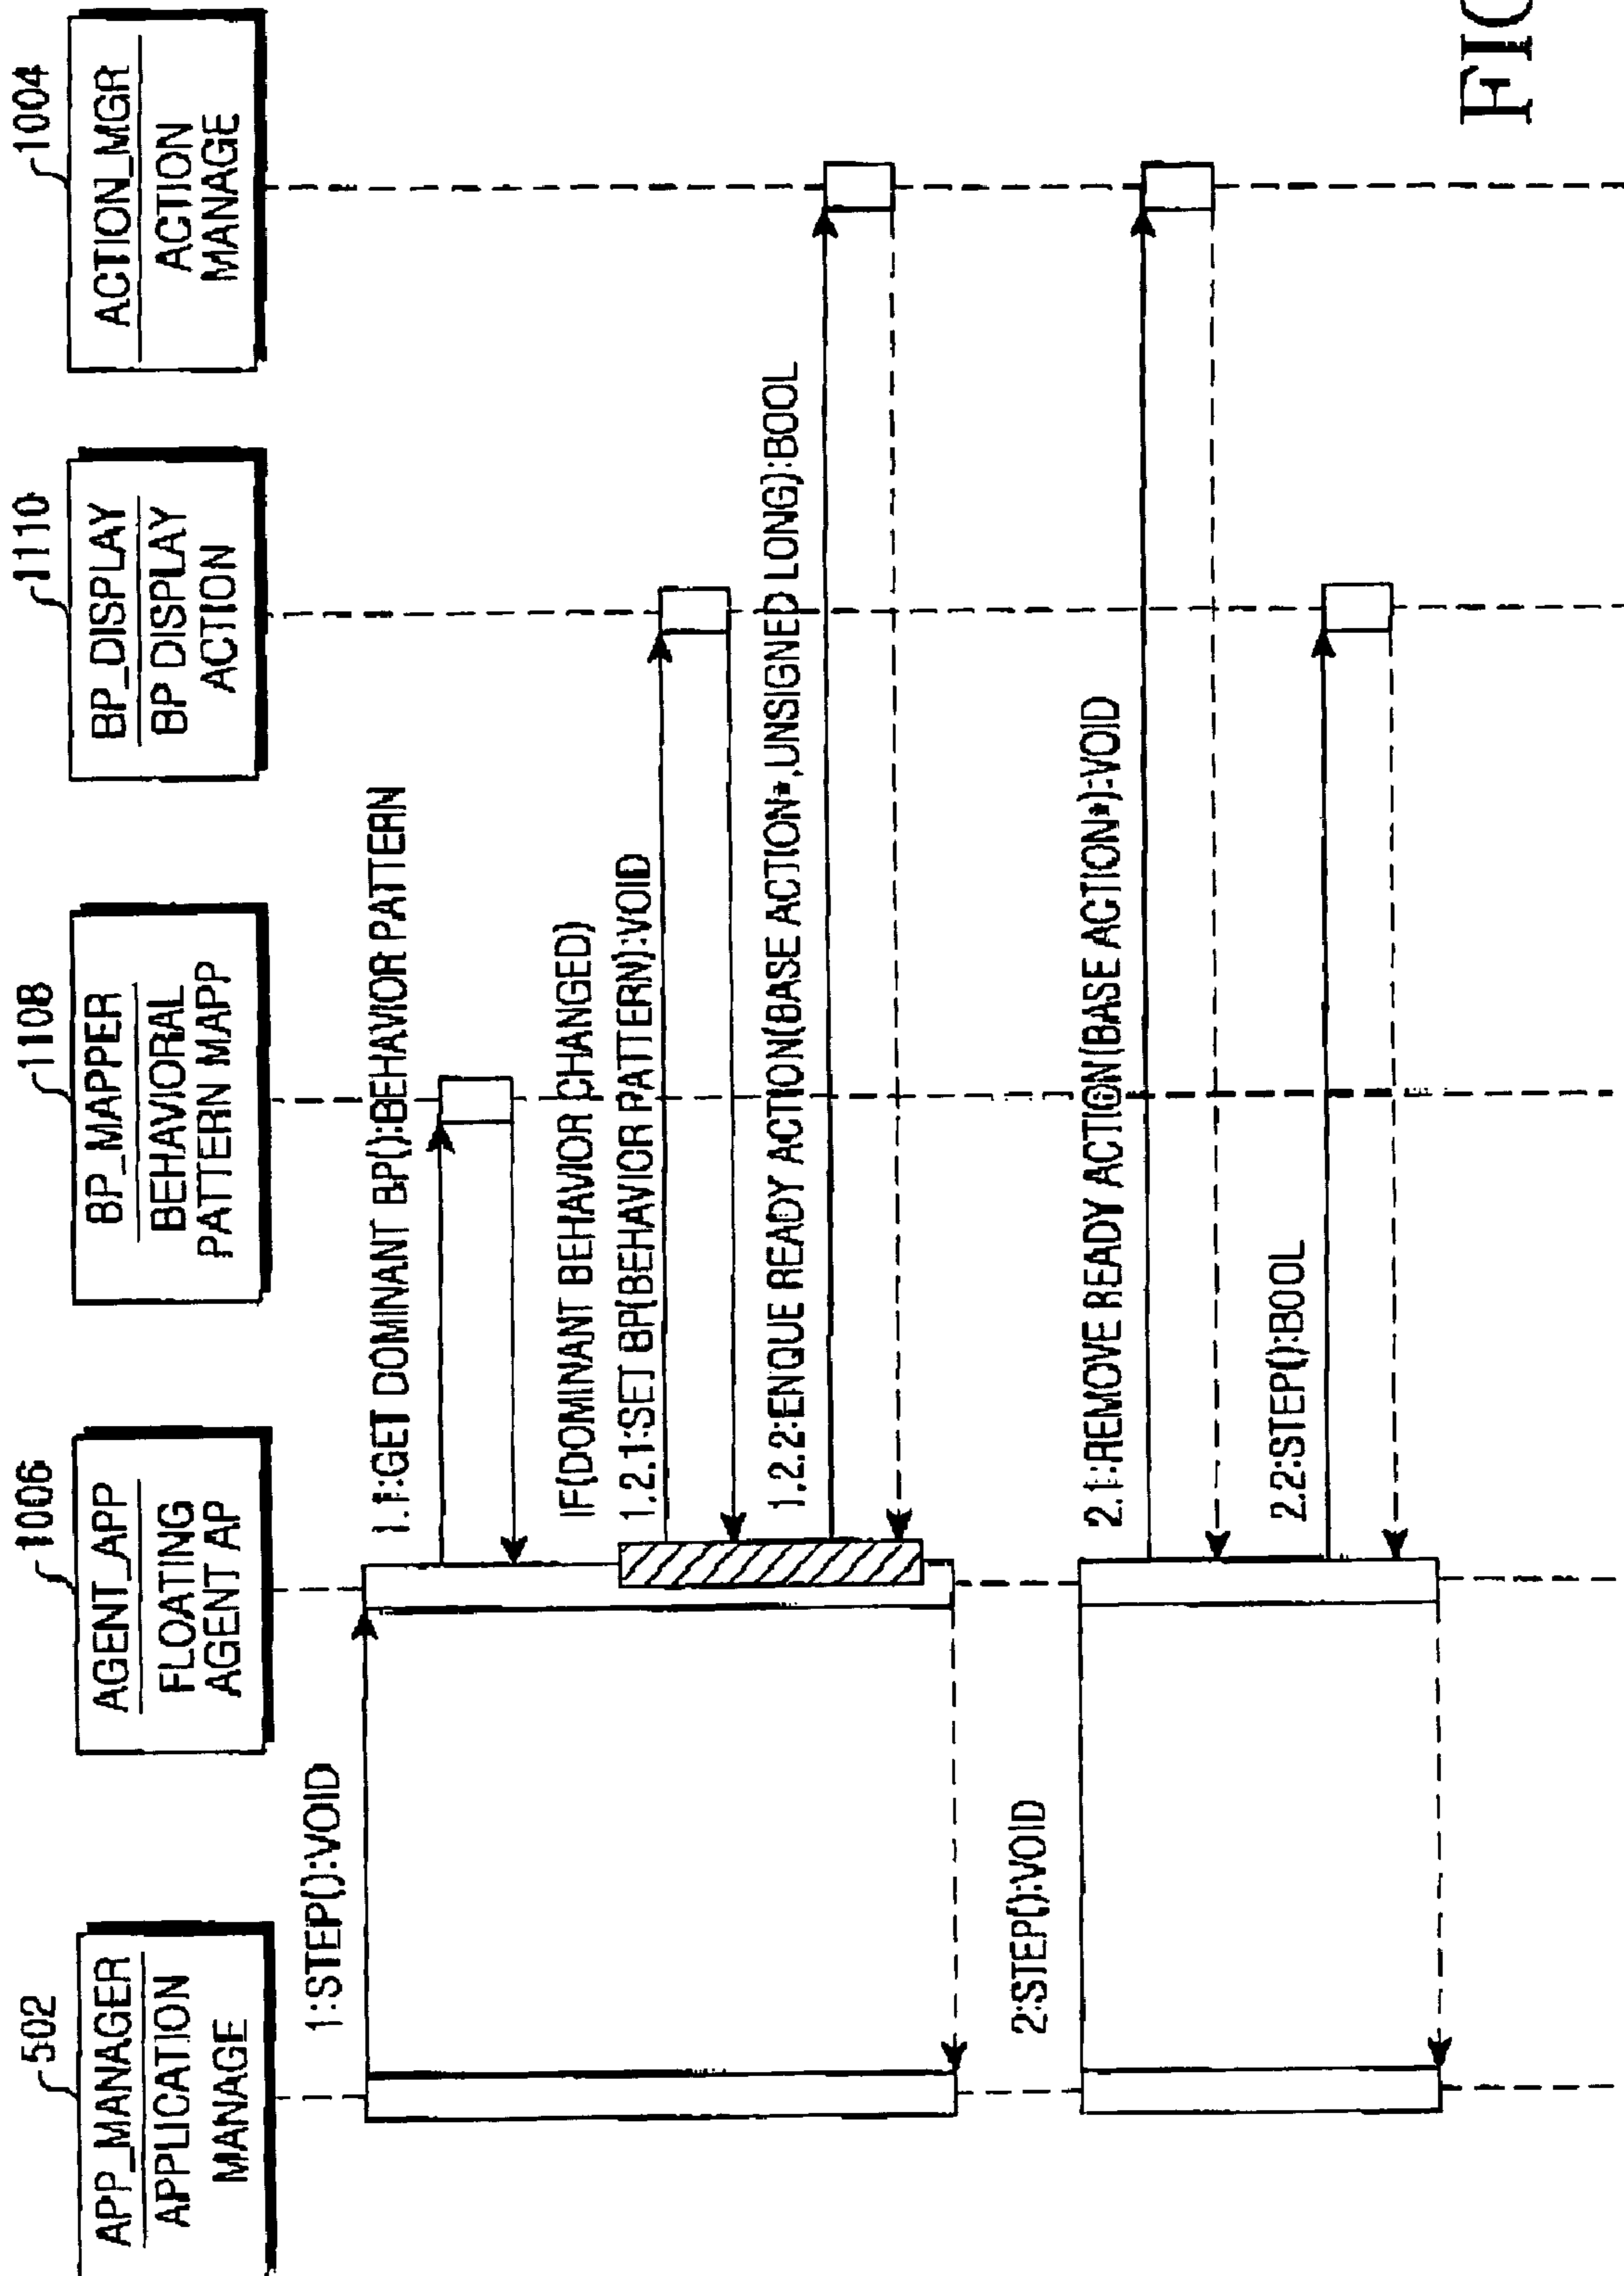 502
APP_MANAGER
APPLICATION
MANAGE
1006
AGENT_APP
FLOATING
AGENT AP
1108
BP_MAPPER
BEHAVIORAL
PATTERN MAPP
1110
BP_DISPLAY
BP DISPLAY
ACTION
1004
ACTION_MGR
ACTION
MANAGE
1:STEP():VOID
1.1:GET DOMINANT BP():BEHAVIOR PATTERN
IF(DOMINANT BEHAVIOR CHANGED)
1.2.1:SET BP(BEHAVIOR PATTERN):VOID
1.2.2:ENQUE READY ACTION(BASE ACTION*,UNSIGNED LONG):BOOL
2:STEP():VOID
2.1:REMOVE READY ACTION(BASE ACTION*):VOID
2.2:STEP():BOOL